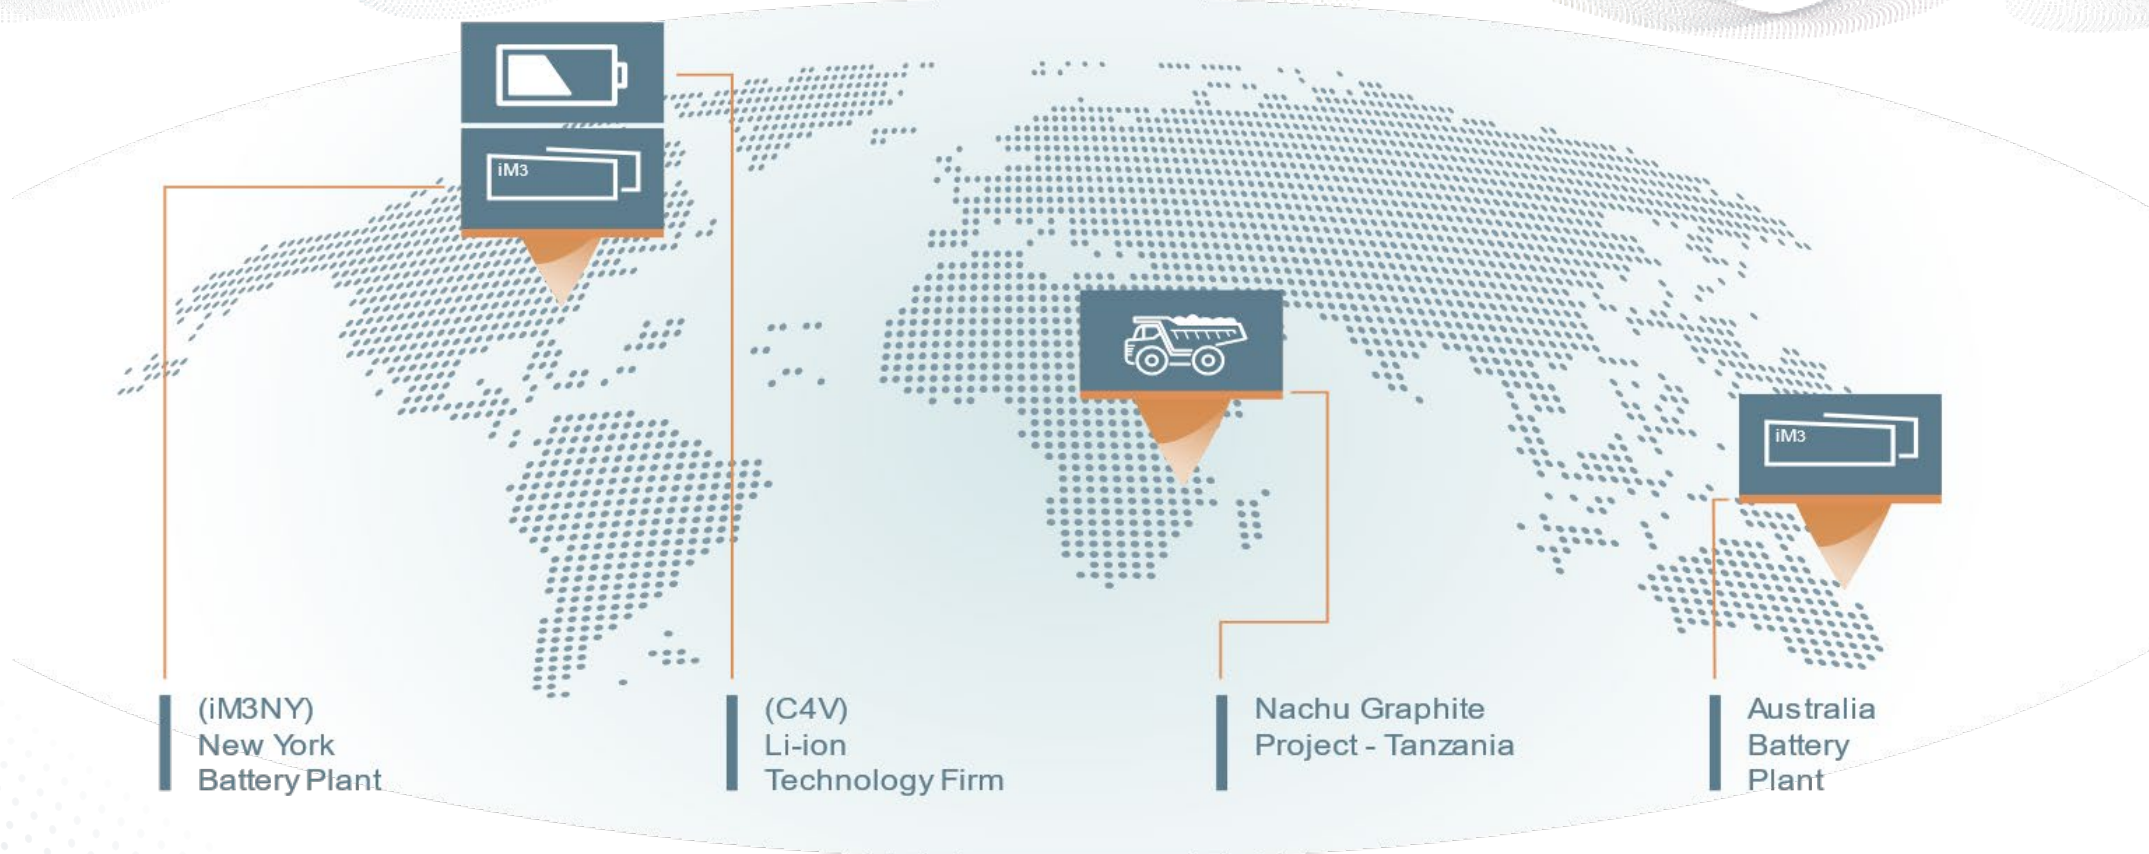 iM3
iM3
(iM3NY)
New York
Battery Plant
(C4V)
Li-ion
Technology Firm
Nachu Graphite
Project - Tanzania
Australia
Battery
Plant